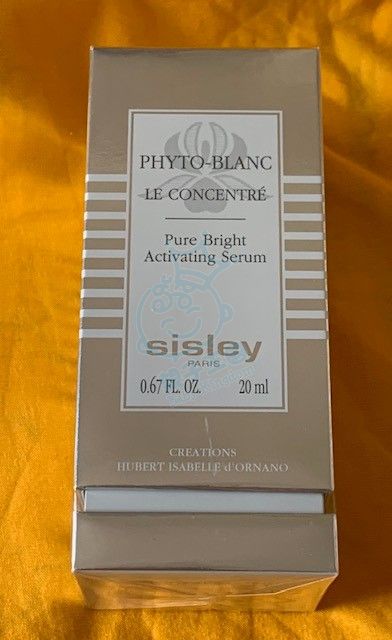 PHYTO-BLANC
LE CONCENTRÉ
Pure Bright
Activating Serum
sisley
PARIS
0.67 FL. OZ. 20 ml
CREATIONS
HUBERT ISABELLE d'ORNANO